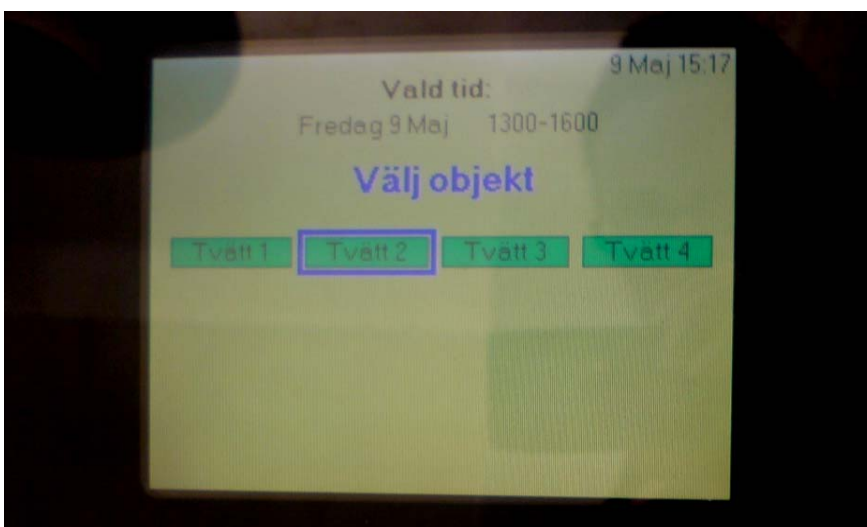 9 Maj 15:17
Vald tid:
Fredag 9 Maj 1300-1600
Välj objekt
Tvätt 1 Tvätt 2 Tvätt 3 Tvätt 4